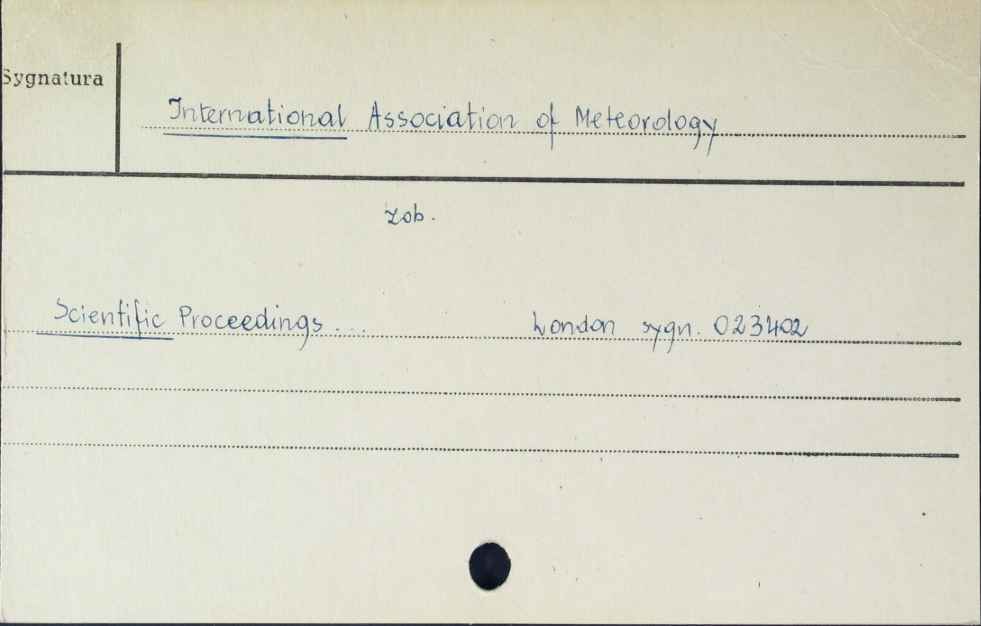 Sygnatura
International Association of Meteorology
zob.
Scientific Proceedings ... London sygn. 023402